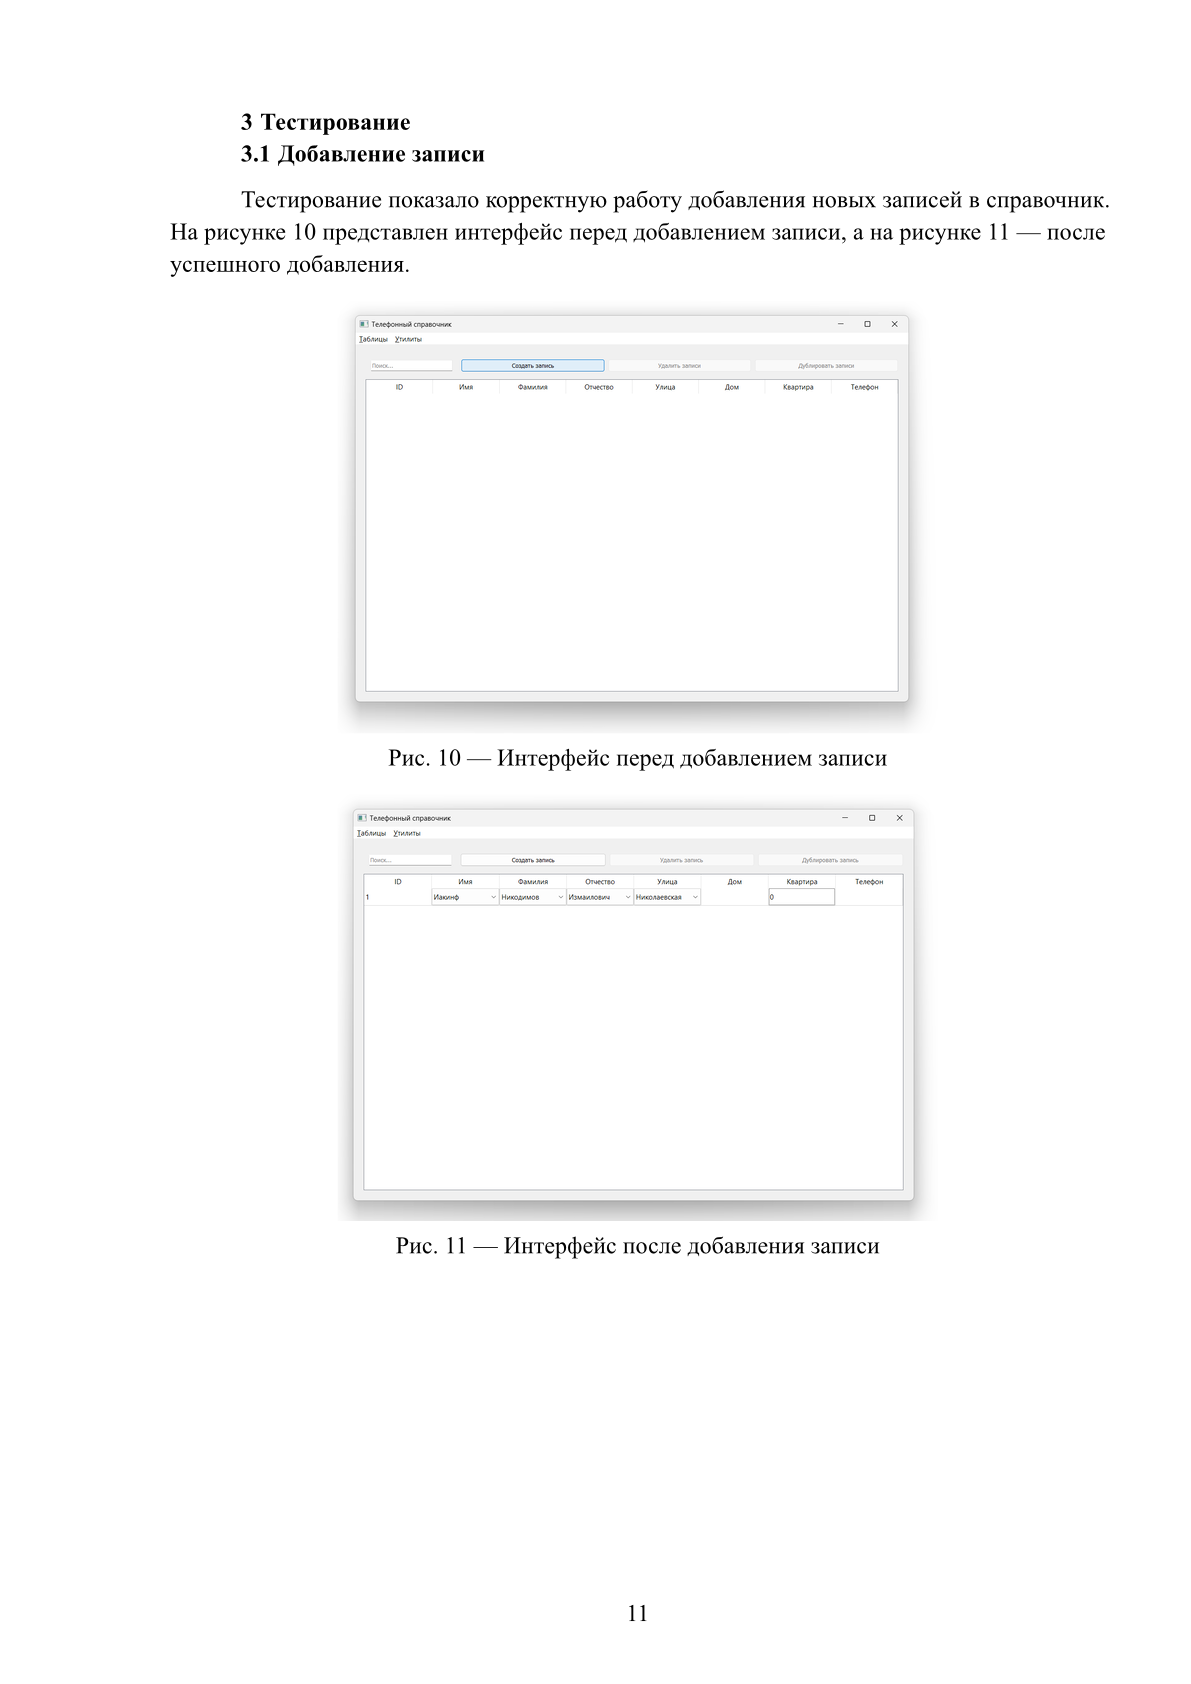 3 Тестирование
3.1 Добавление записи
Тестирование показало корректную работу добавления новых записей в справочник.
На рисунке 10 представлен интерфейс перед добавлением записи, а на рисунке 11 — после
успешного добавления.
Телефонный справочник
Таблицы Утилиты
Поиск... Создать запись Удалить записи Дублировать записи
ID Имя Фамилия Отчество Улица Дом Квартира Телефон
Рис. 10 — Интерфейс перед добавлением записи
Телефонный справочник
Таблицы Утилиты
Поиск... Создать запись Удалить запись Дублировать запись
ID Имя Фамилия Отчество Улица Дом Квартира Телефон
1 Иакинф Никодимов Измаилович Николаевская 0
Рис. 11 — Интерфейс после добавления записи
11